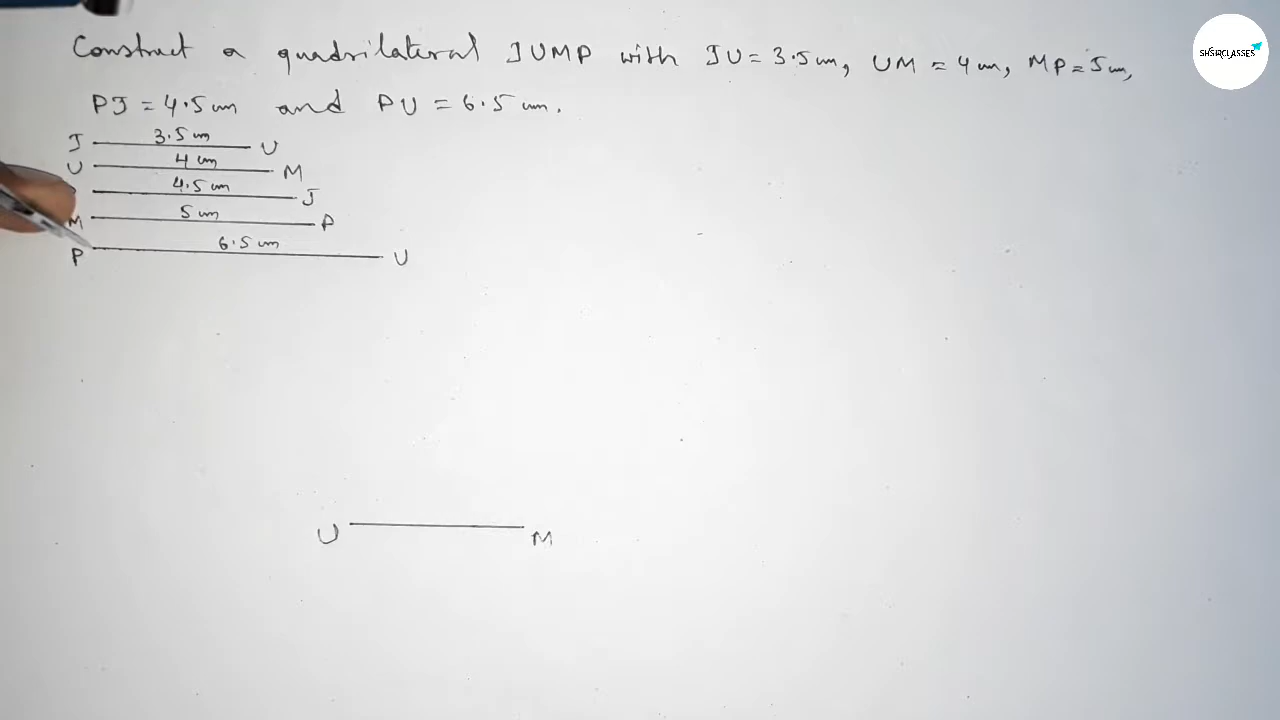 Construct a quadrilateral JUMP with JU = 3.5 cm, UM = 4 cm, MP = 5 cm,
PJ = 4.5 cm and PU = 6.5 cm.
J 3.5 cm U
U 4 cm M
4.5 cm J
M 5 cm P
P 6.5 cm U
U M
SHSIRCLASSES